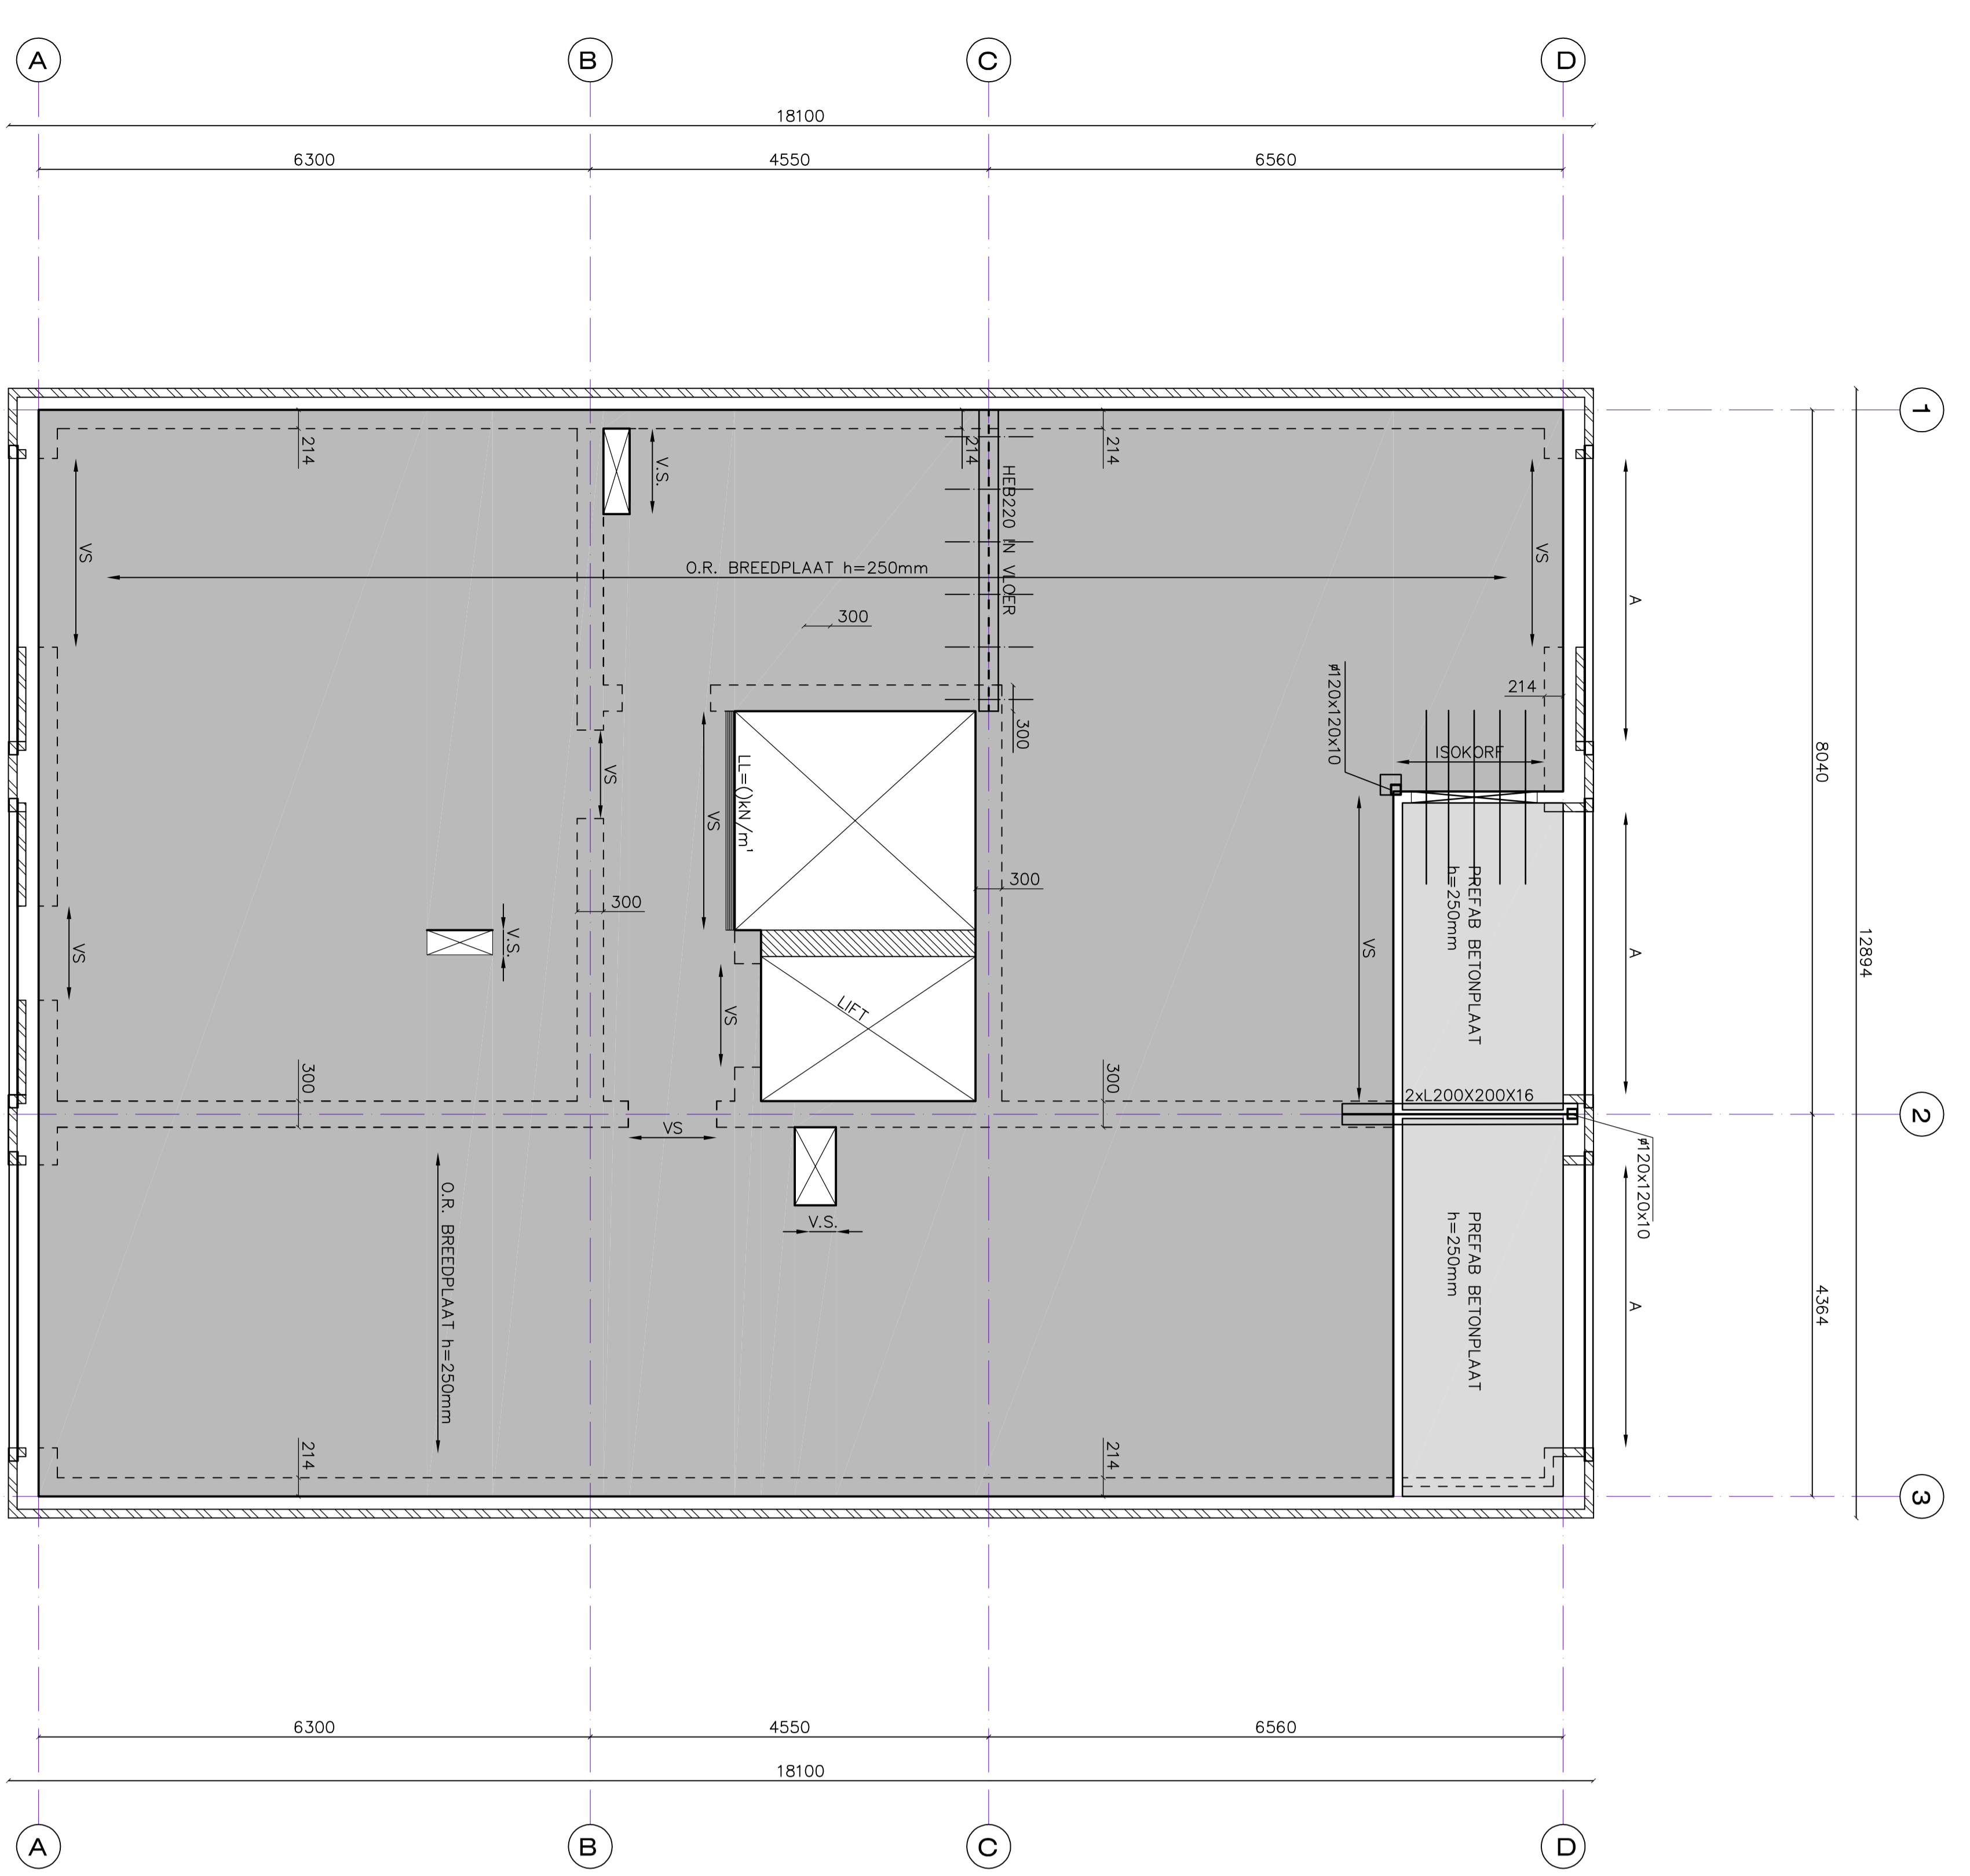 A
B
C
D
18100
6300
4550
6560
1
214
214
214
V.S.
HEB220 IN VLOER
VS
VS
O.R. BREEDPLAAT h=250mm
A
300
ø120x120x10
214
300
ISOKORF
8040
VS
LL=()kN/m'
VS
300
300
PREFAB BETONPLAAT
h=250mm
VS
A
12894
V.S.
VS
VS
LIFT
300
300
2xL200X200X16
2
VS
ø120x120x10
O.R. BREEDPLAAT h=250mm
V.S.
PREFAB BETONPLAAT
h=250mm
A
4364
214
214
3
6300
4550
6560
18100
A
B
C
D